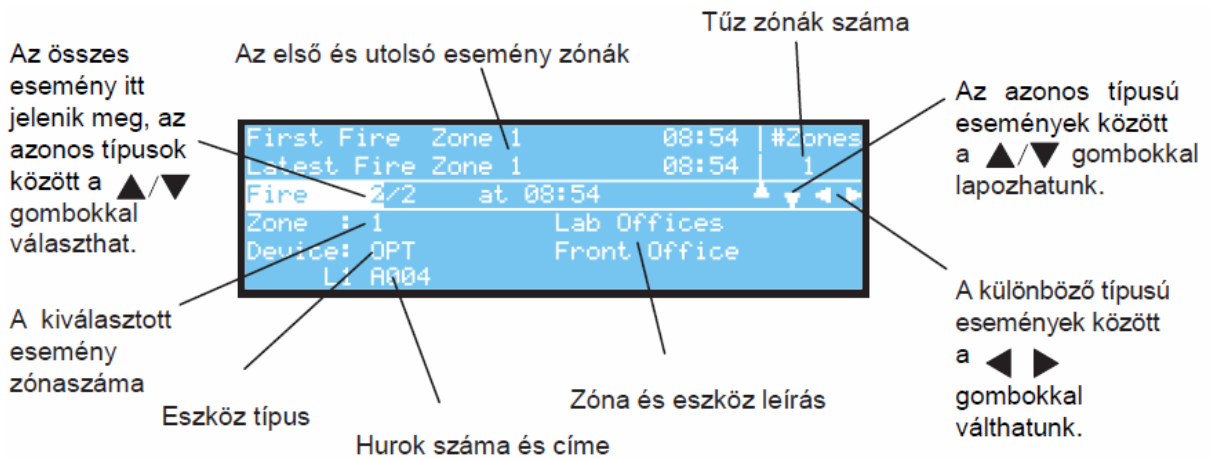 Tűz zónák száma
Az első és utolsó esemény zónák
Az összes
esemény itt
jelenik meg, az
azonos típusok
között a ▲/▼
gombokkal
választhat.
Az azonos típusú
események között
a ▲/▼ gombokkal
lapozhatunk.
First Fire Zone 1 08:54 #Zones
Latest Fire Zone 1 08:54 1
Fire 2/2 at 08:54
Zone : 1 Lab Offices
Device: OPT Front Office
L1 A004
A kiválasztott
esemény
zónaszáma
Eszköz típus
Hurok száma és címe
Zóna és eszköz leírás
A különböző típusú
események között
a ◀ ▶
gombokkal
válthatunk.